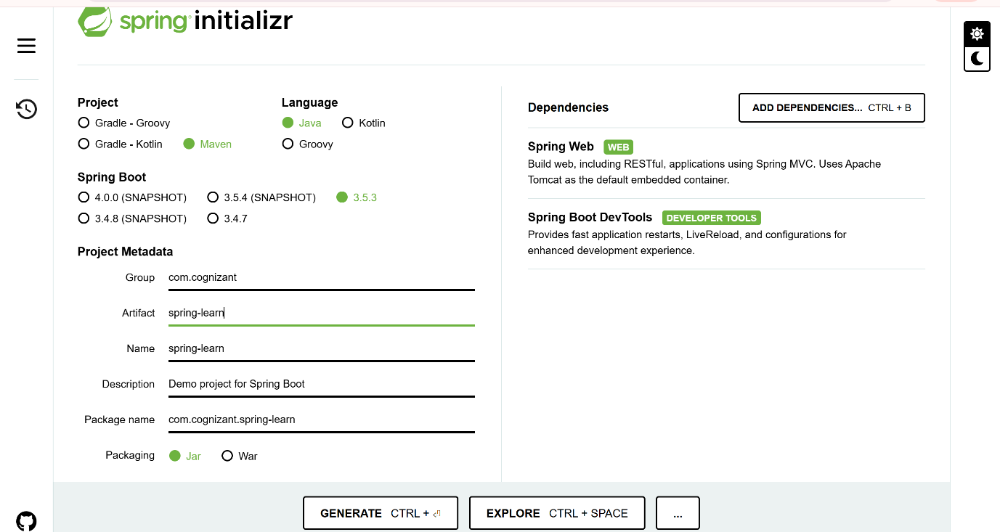 spring initializr
Project
Gradle - Groovy
Gradle - Kotlin Maven
Language
Java Kotlin
Groovy
Spring Boot
4.0.0 (SNAPSHOT) 3.5.4 (SNAPSHOT) 3.5.3
3.4.8 (SNAPSHOT) 3.4.7
Project Metadata
Group com.cognizant
Artifact spring-learn
Name spring-learn
Description Demo project for Spring Boot
Package name com.cognizant.spring-learn
Packaging Jar War
Dependencies
ADD DEPENDENCIES... CTRL + B
Spring Web WEB
Build web, including RESTful, applications using Spring MVC. Uses Apache
Tomcat as the default embedded container.
Spring Boot DevTools DEVELOPER TOOLS
Provides fast application restarts, LiveReload, and configurations for
enhanced development experience.
GENERATE CTRL + ⏎
EXPLORE CTRL + SPACE
...